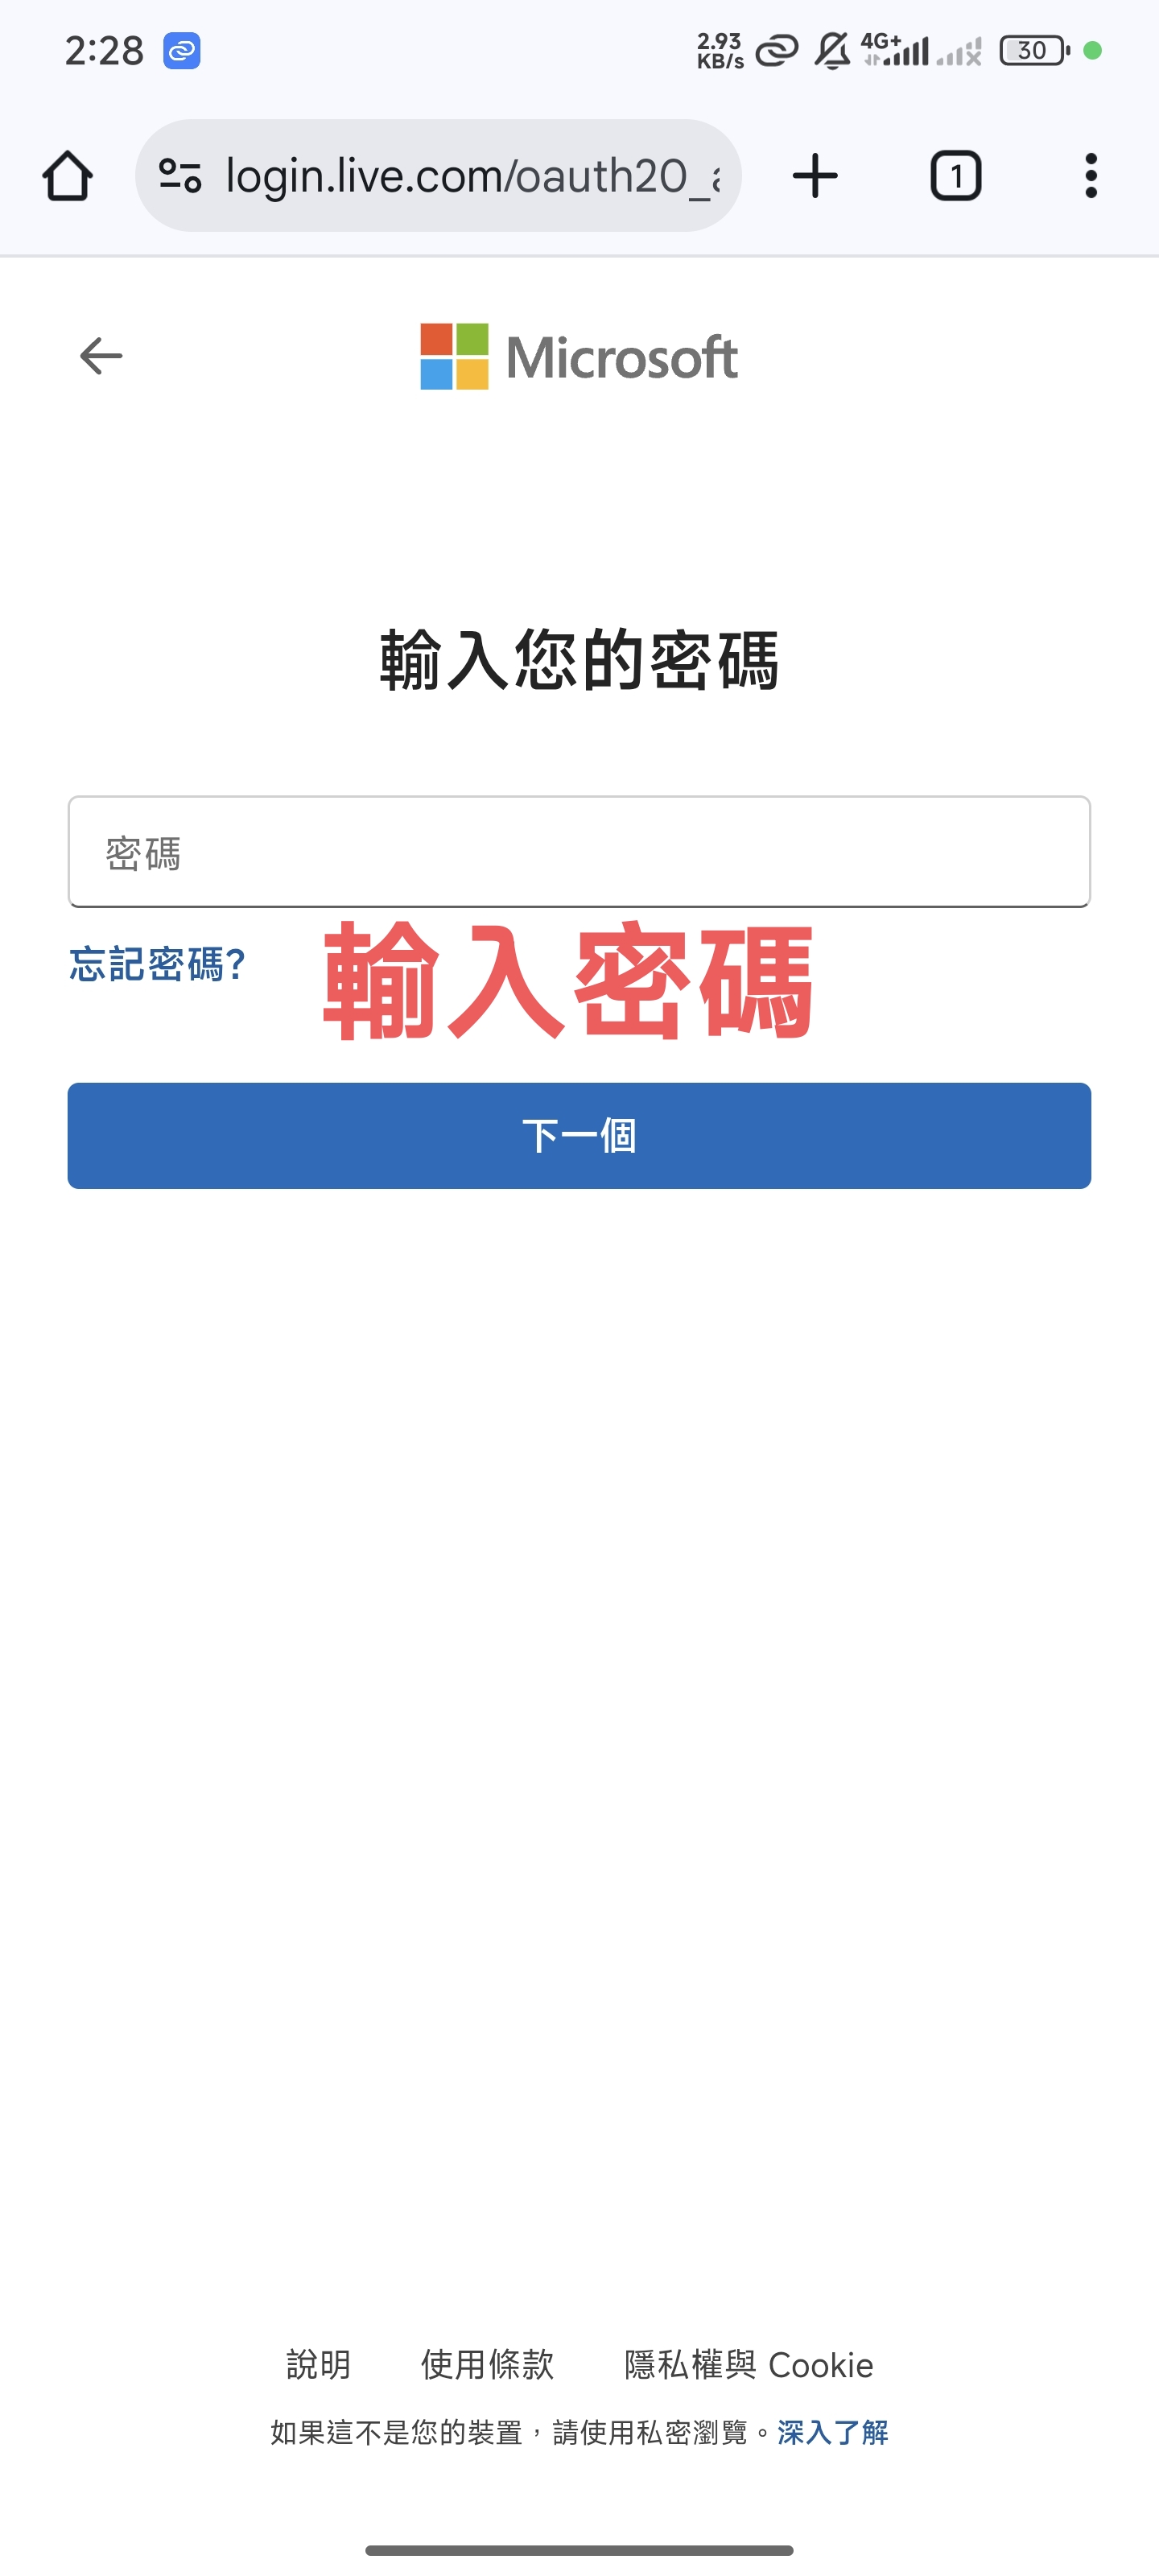 2:28
2.93
KB/s
4G+
30
login.live.com/oauth20_
1
Microsoft
輸入您的密碼
密碼
忘記密碼?
輸入密碼
下一個
說明 使用條款 隱私權與 Cookie
如果這不是您的裝置，請使用私密瀏覽。深入了解